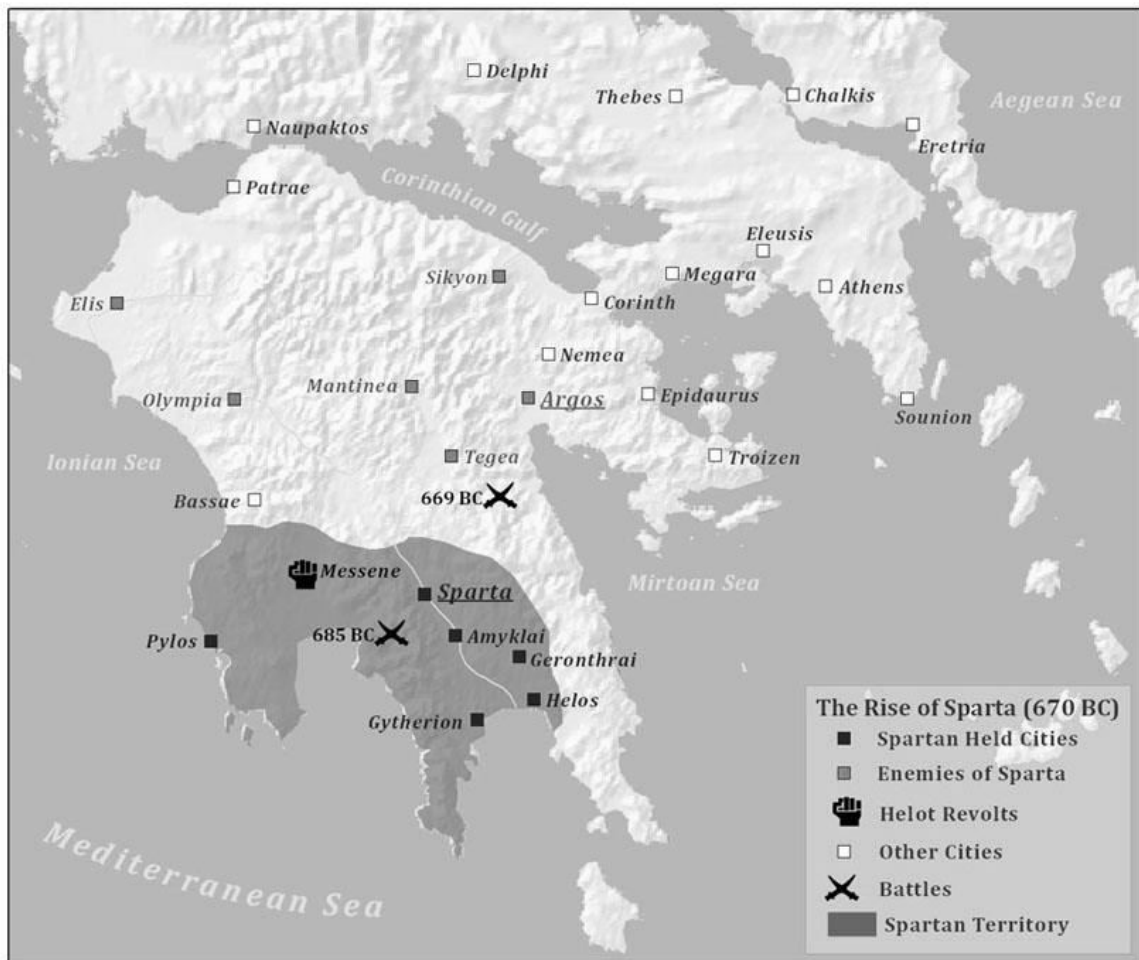 Delphi
Thebes
Chalkis
Aegean Sea
Naupaktos
Eretria
Patrae
Corinthian Gulf
Eleusis
Sikyon
Megara
Athens
Elis
Corinth
Nemea
Mantinea
Olympia
Argos
Epidaurus
Sounion
Ionian Sea
Tegea
Troizen
Bassae
669 BC
Messene
Mirtoan Sea
Sparta
685 BC
Amyklai
Pylos
Geronthrai
Helos
Gytherion
Mediterranean Sea
The Rise of Sparta (670 BC)
Spartan Held Cities
Enemies of Sparta
Helot Revolts
Other Cities
Battles
Spartan Territory